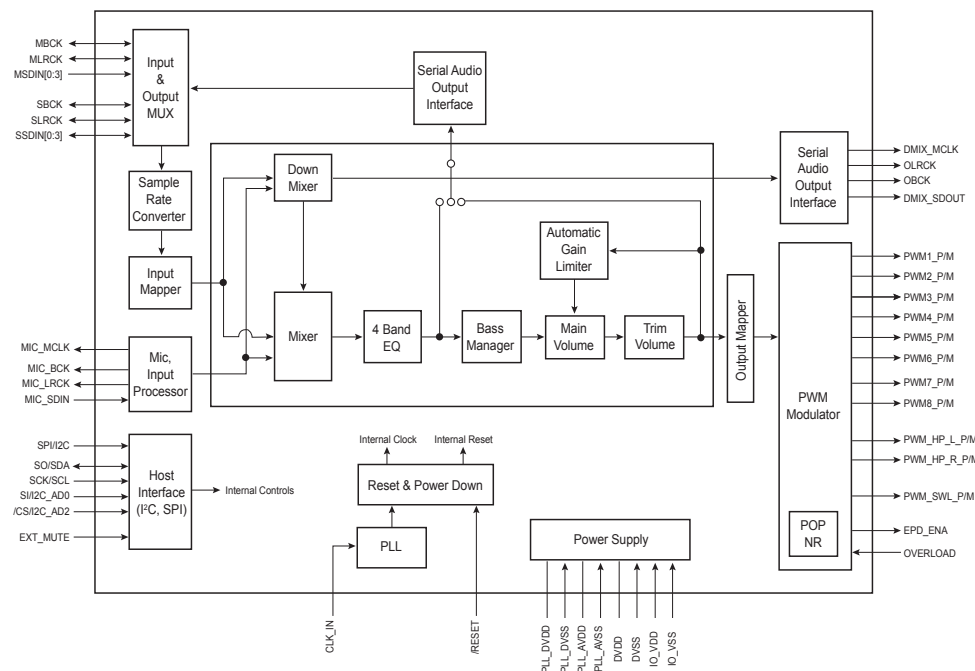 MBCK
MLRCK
MSDIN[0:3]
SBCK
SLRCK
SSDIN[0:3]
Input
&
Output
MUX
Serial Audio
Output
Interface
Sample
Rate
Converter
Input
Mapper
Down
Mixer
Mixer
4 Band
EQ
Bass
Manager
Automatic
Gain
Limiter
Main
Volume
Trim
Volume
Output Mapper
Serial
Audio
Output
Interface
DMIX_MCLK
OLRCK
OBCK
DMIX_SDOUT
PWM
Modulator
POP
NR
PWM1_P/M
PWM2_P/M
PWM3_P/M
PWM4_P/M
PWM5_P/M
PWM6_P/M
PWM7_P/M
PWM8_P/M
PWM_HP_L_P/M
PWM_HP_R_P/M
PWM_SWL_P/M
EPD_ENA
OVERLOAD
MIC_MCLK
MIC_BCK
MIC_LRCK
MIC_SDIN
Mic,
Input
Processor
SPI/I2C
SO/SDA
SCK/SCL
SI/I2C_AD0
/CS/I2C_AD2
EXT_MUTE
Host
Interface
(I²C, SPI)
Internal Controls
Internal Clock
Internal Reset
Reset & Power Down
PLL
CLK_IN
/RESET
Power Supply
PLL_DVDD
PLL_DVSS
PLL_AVDD
PLL_AVSS
DVDD
DVSS
IO_VDD
IO_VSS